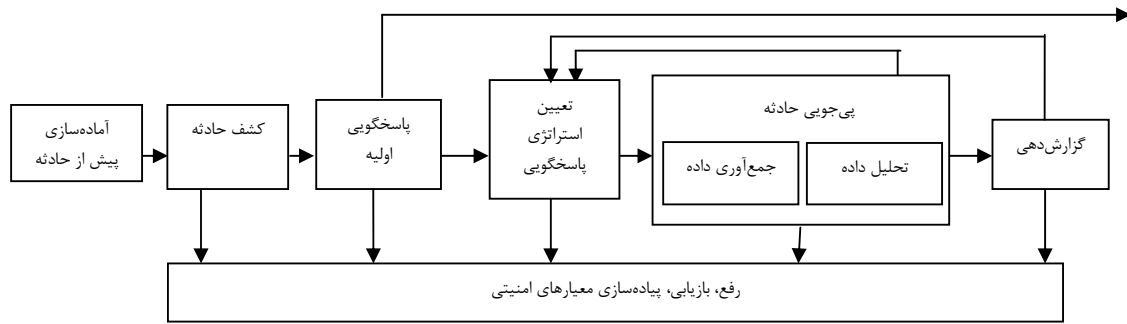 آماده‌سازی
پیش از حادثه
کشف حادثه
پاسخگویی
اولیه
تعیین
استراتژی
پاسخگویی
پی‌جویی حادثه
جمع‌آوری داده
تحلیل داده
گزارش‌دهی
رفع، بازیابی، پیاده‌سازی معیارهای امنیتی